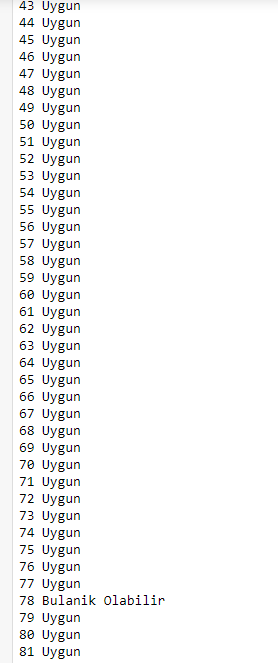 43 Uygun
44 Uygun
45 Uygun
46 Uygun
47 Uygun
48 Uygun
49 Uygun
50 Uygun
51 Uygun
52 Uygun
53 Uygun
54 Uygun
55 Uygun
56 Uygun
57 Uygun
58 Uygun
59 Uygun
60 Uygun
61 Uygun
62 Uygun
63 Uygun
64 Uygun
65 Uygun
66 Uygun
67 Uygun
68 Uygun
69 Uygun
70 Uygun
71 Uygun
72 Uygun
73 Uygun
74 Uygun
75 Uygun
76 Uygun
77 Uygun
78 Bulanik Olabilir
79 Uygun
80 Uygun
81 Uygun